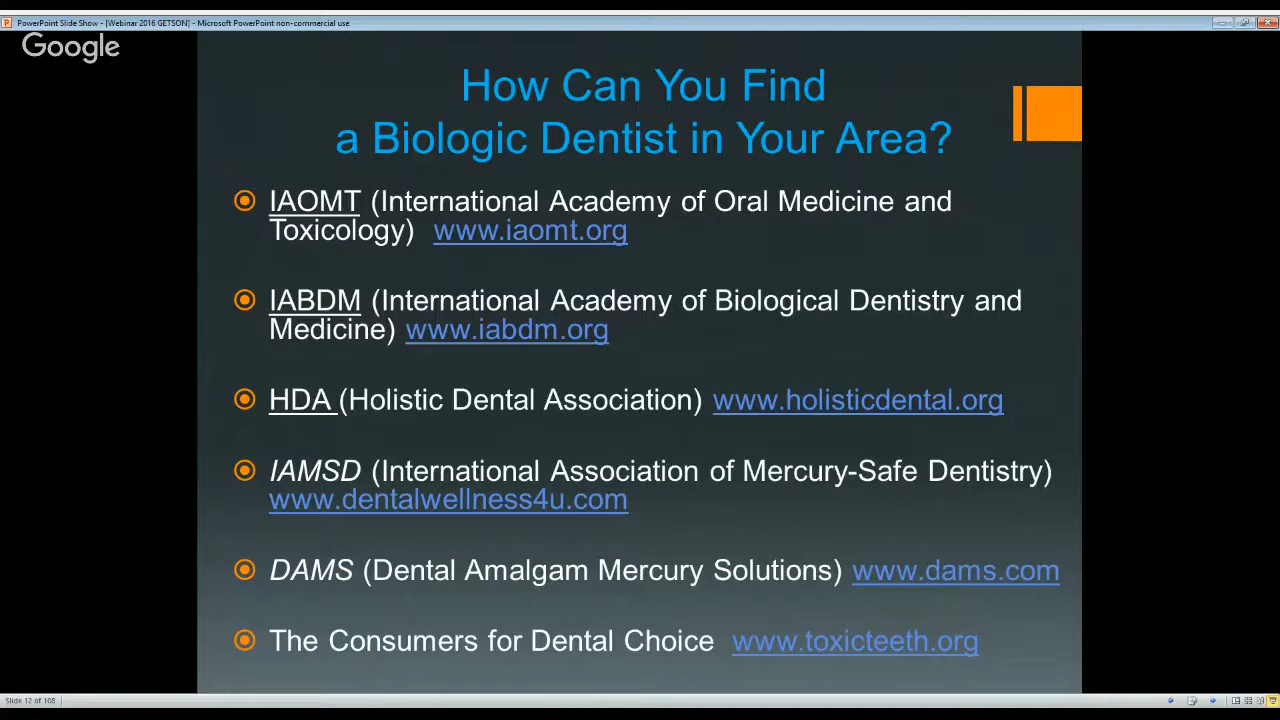 PowerPoint Slide Show - [Webinar 2016 GETSON] - Microsoft PowerPoint non-commercial use
Google
How Can You Find
a Biologic Dentist in Your Area?
IAOMT (International Academy of Oral Medicine and
Toxicology) www.iaomt.org
IABDM (International Academy of Biological Dentistry and
Medicine) www.iabdm.org
HDA (Holistic Dental Association) www.holisticdental.org
IAMSD (International Association of Mercury-Safe Dentistry)
www.dentalwellness4u.com
DAMS (Dental Amalgam Mercury Solutions) www.dams.com
The Consumers for Dental Choice www.toxicteeth.org
Slide 12 of 108